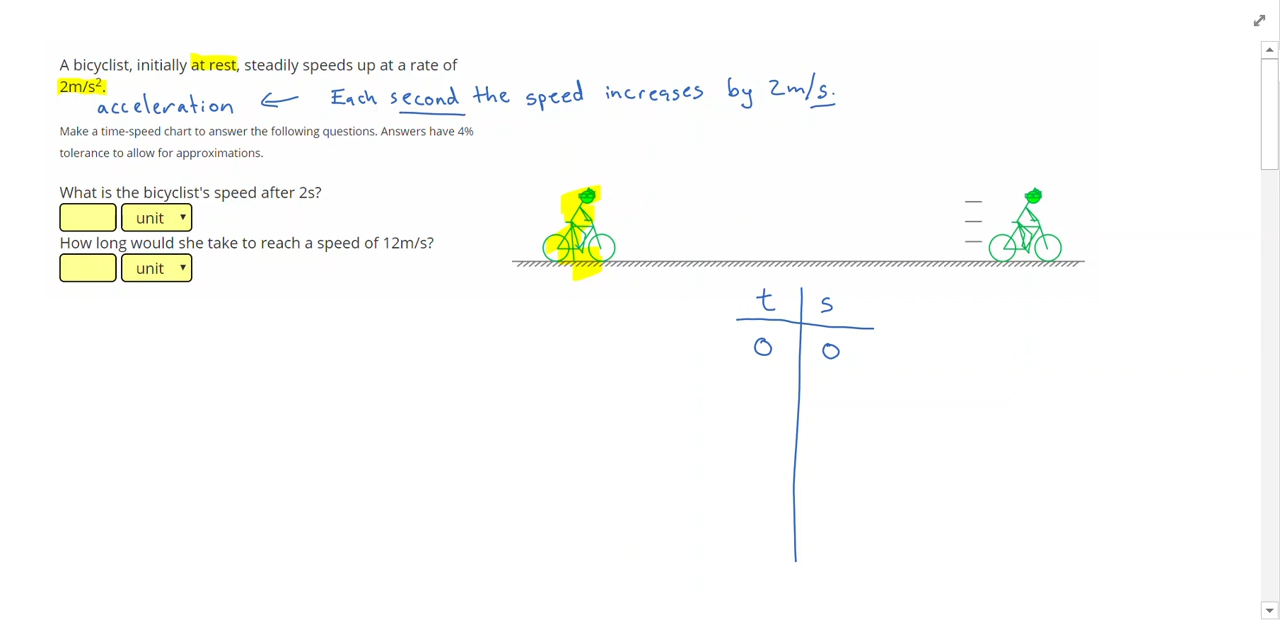 A bicyclist, initially at rest, steadily speeds up at a rate of
2m/s².
acceleration ← Each second the speed increases by 2m/s.
Make a time-speed chart to answer the following questions. Answers have 4%
tolerance to allow for approximations.
What is the bicyclist's speed after 2s?
unit
How long would she take to reach a speed of 12m/s?
unit
t s
0 0